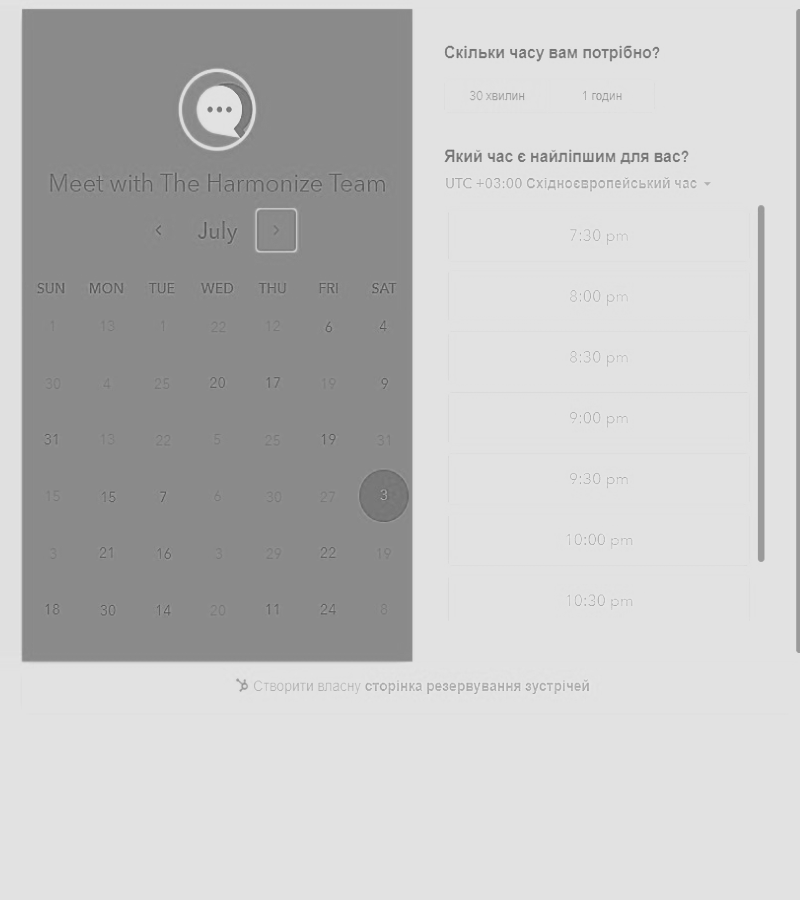 Meet with The Harmonize Team
July
SUN MON TUE WED THU FRI SAT
1 13 1 22 12 6 4
30 4 25 20 17 19 9
31 13 22 5 25 19 31
15 15 7 6 30 27 3
3 21 16 3 29 22 19
18 30 14 20 11 24 8
Скільки часу вам потрібно?
30 хвилин 1 годин
Який час є найліпшим для вас?
UTC +03:00 Східноєвропейський час
7:30 pm
8:00 pm
8:30 pm
9:00 pm
9:30 pm
10:00 pm
10:30 pm
Створити власну сторінка резервування зустрічей